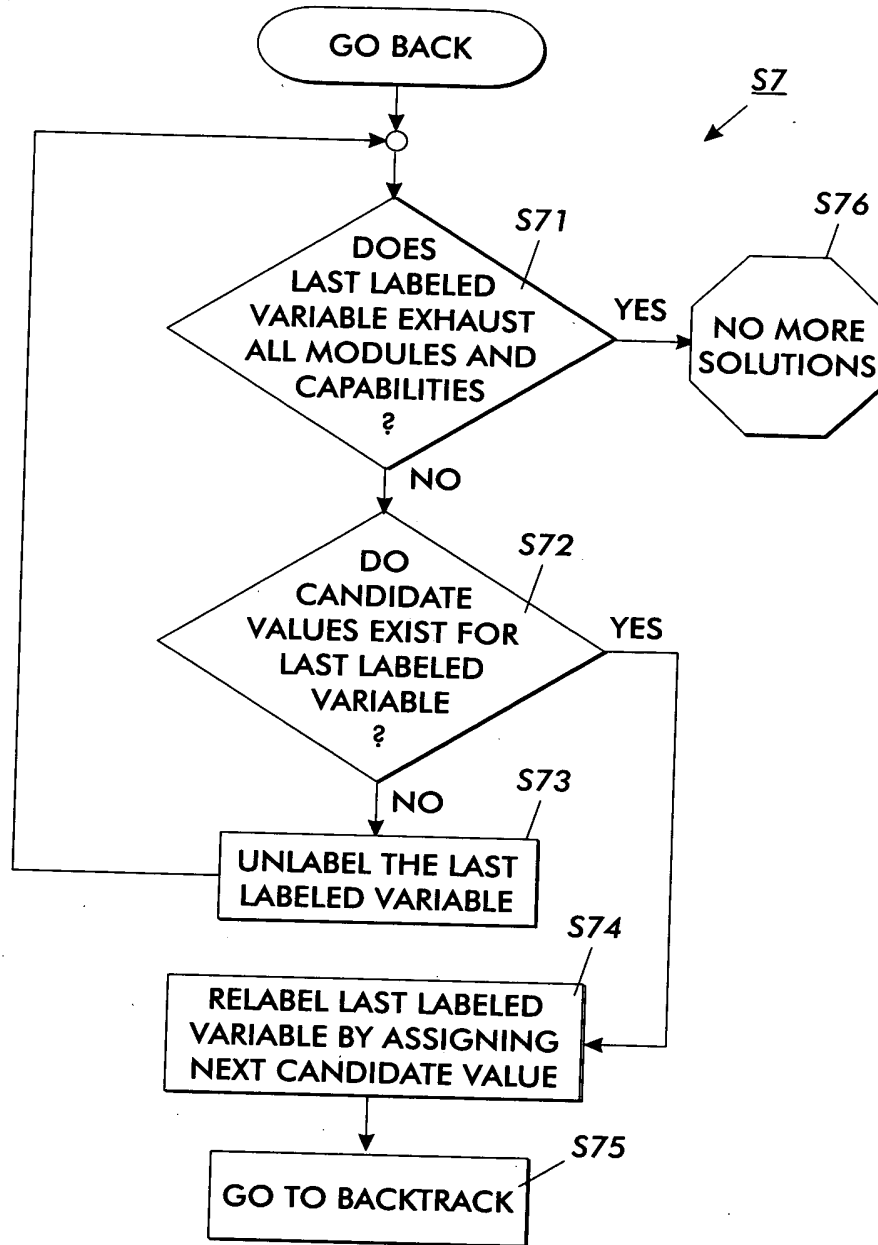 GO BACK
S7
S71
DOES
LAST LABELED
VARIABLE EXHAUST
ALL MODULES AND
CAPABILITIES
?
YES
S76
NO MORE
SOLUTIONS
NO
S72
DO
CANDIDATE
VALUES EXIST FOR
LAST LABELED
VARIABLE
?
YES
NO
S73
UNLABEL THE LAST
LABELED VARIABLE
S74
RELABEL LAST LABELED
VARIABLE BY ASSIGNING
NEXT CANDIDATE VALUE
S75
GO TO BACKTRACK